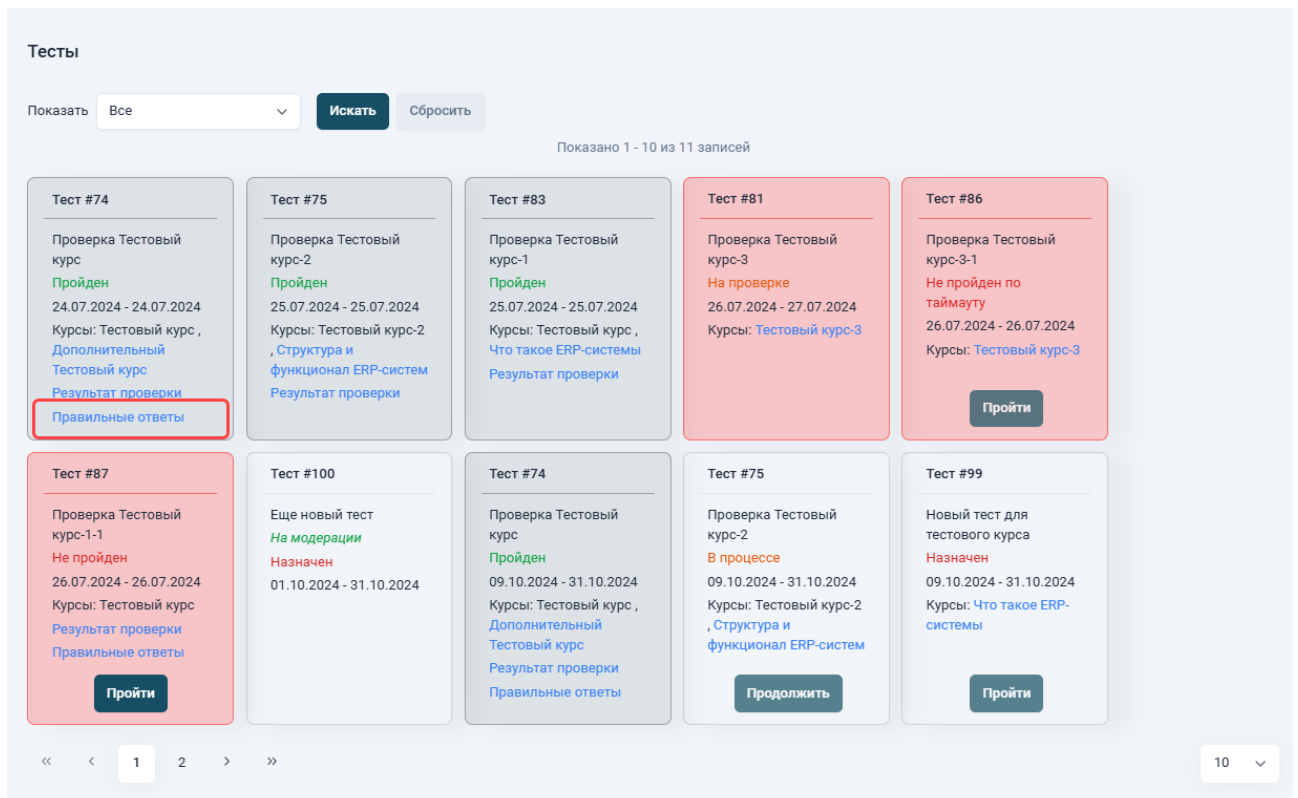 Тесты
Показать Все Искать Сбросить
Показано 1 - 10 из 11 записей
Тест #74
Проверка Тестовый
курс
Пройден
24.07.2024 - 24.07.2024
Курсы: Тестовый курс ,
Дополнительный
Тестовый курс
Результат проверки
Правильные ответы
Тест #75
Проверка Тестовый
курс-2
Пройден
25.07.2024 - 25.07.2024
Курсы: Тестовый курс-2
, Структура и
функционал ERP-систем
Результат проверки
Тест #83
Проверка Тестовый
курс-1
Пройден
25.07.2024 - 25.07.2024
Курсы: Тестовый курс ,
Что такое ERP-системы
Результат проверки
Тест #81
Проверка Тестовый
курс-3
На проверке
26.07.2024 - 27.07.2024
Курсы: Тестовый курс-3
Тест #86
Проверка Тестовый
курс-3-1
Не пройден по
таймауту
26.07.2024 - 26.07.2024
Курсы: Тестовый курс-3
Пройти
Тест #87
Проверка Тестовый
курс-1-1
Не пройден
26.07.2024 - 26.07.2024
Курсы: Тестовый курс
Результат проверки
Правильные ответы
Пройти
Тест #100
Еще новый тест
На модерации
Назначен
01.10.2024 - 31.10.2024
Тест #74
Проверка Тестовый
курс
Пройден
09.10.2024 - 31.10.2024
Курсы: Тестовый курс ,
Дополнительный
Тестовый курс
Результат проверки
Правильные ответы
Тест #75
Проверка Тестовый
курс-2
В процессе
09.10.2024 - 31.10.2024
Курсы: Тестовый курс-2
, Структура и
функционал ERP-систем
Продолжить
Тест #99
Новый тест для
тестового курса
Назначен
09.10.2024 - 31.10.2024
Курсы: Что такое ERP-
системы
Пройти
« ‹ 1 2 › » 10